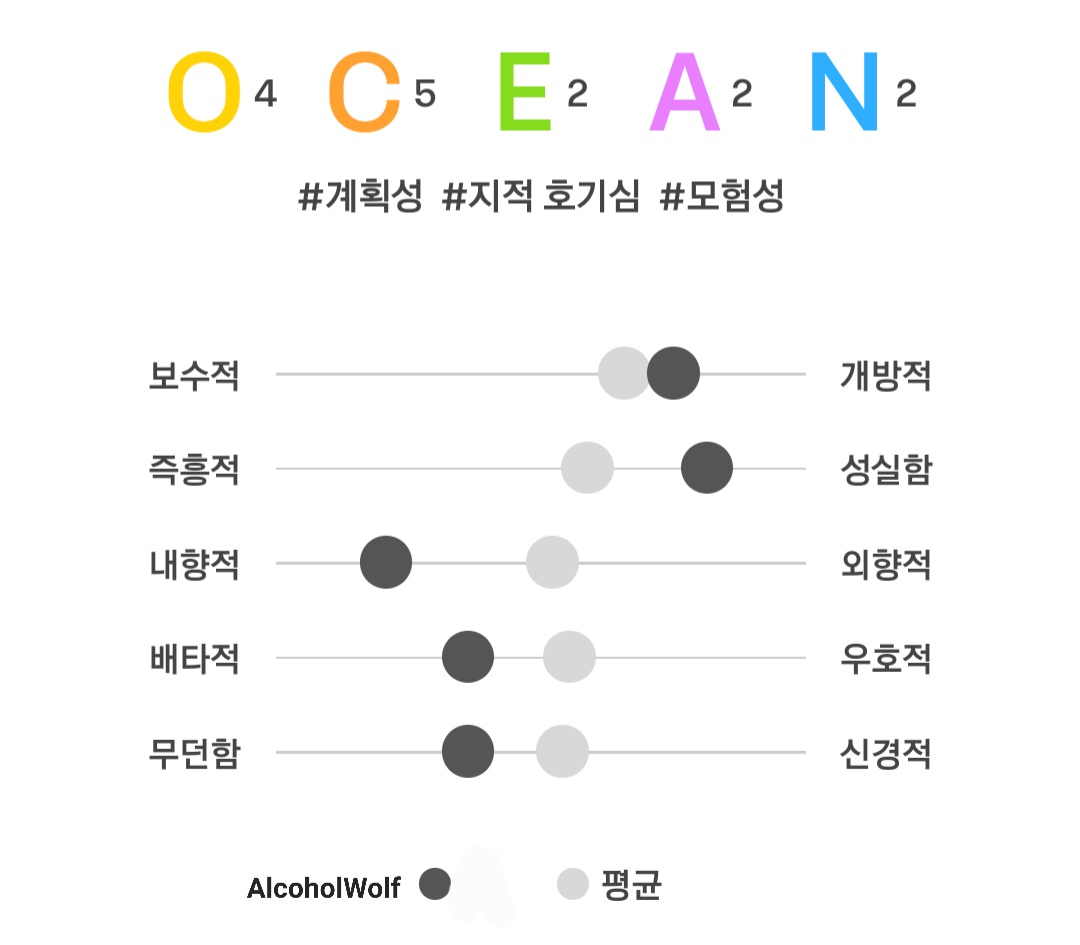 O 4 C 5 E 2 A 2 N 2
#계획성 #지적 호기심 #모험성
보수적 개방적
즉흥적 성실함
내향적 외향적
배타적 우호적
무던함 신경적
AlcoholWolf 평균